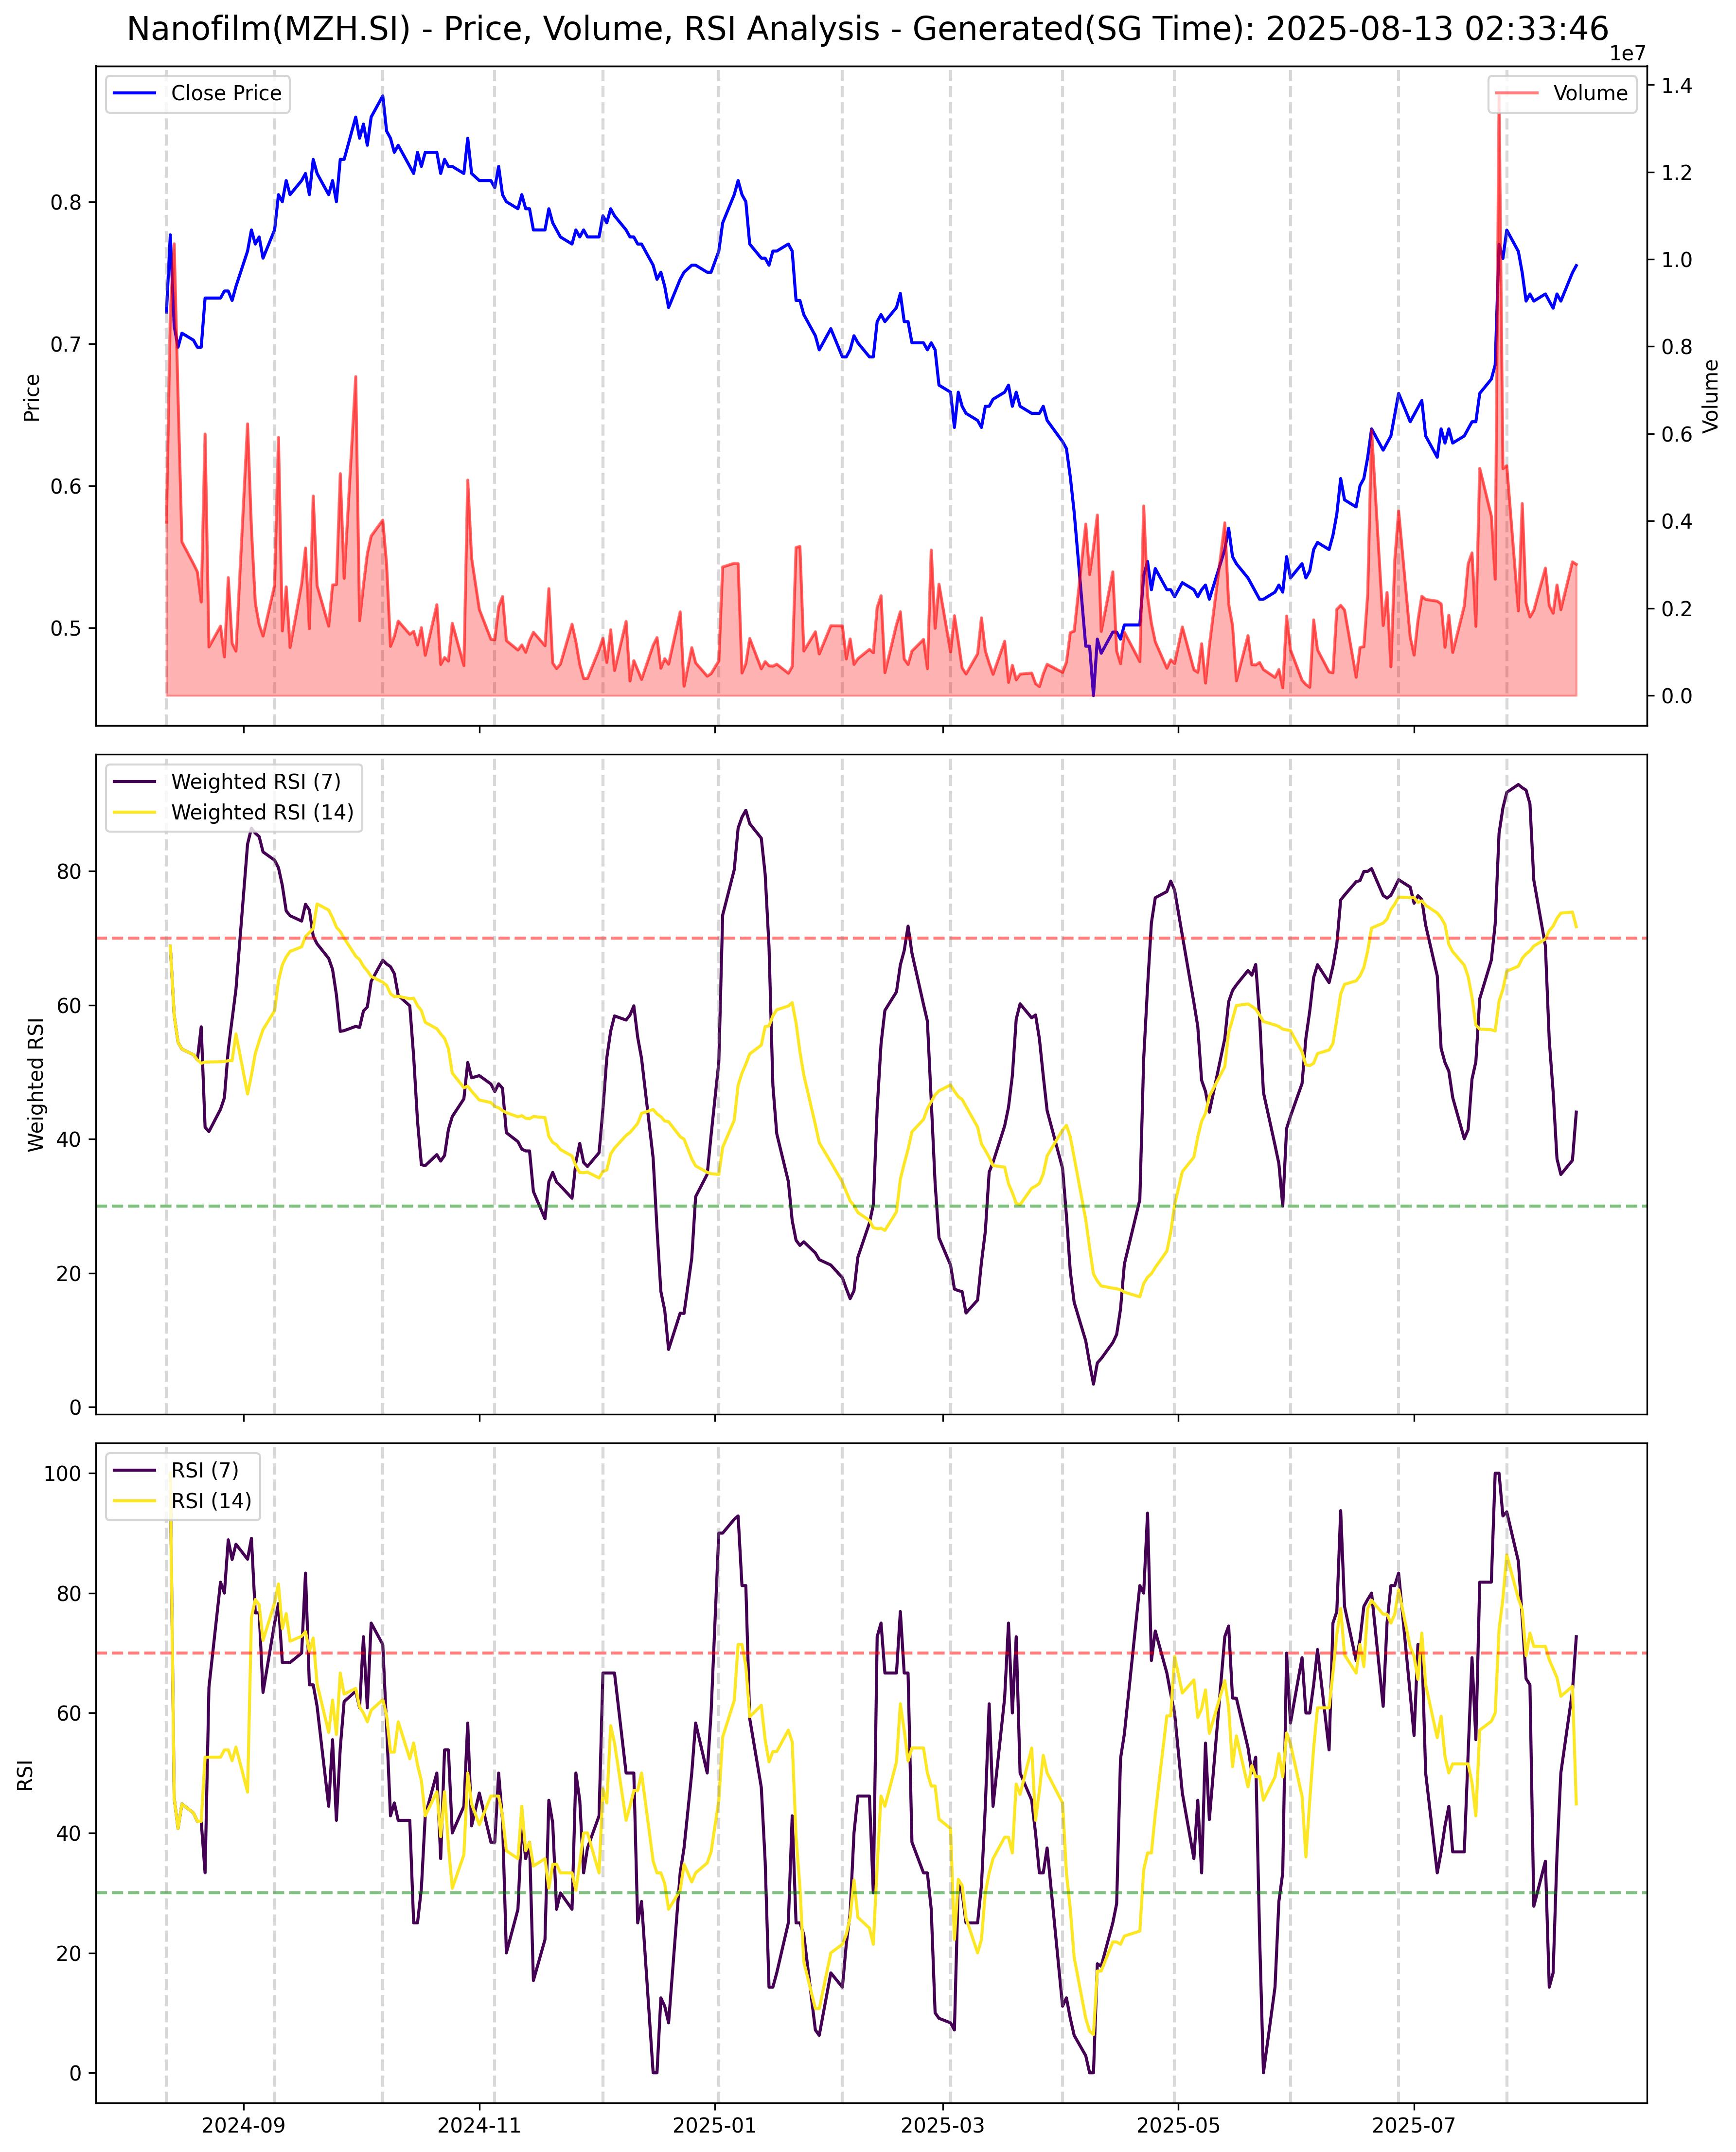 Nanofilm(MZH.SI) - Price, Volume, RSI Analysis - Generated(SG Time): 2025-08-13 02:33:46
1e7
Close Price
Volume
1.4
1.2
1.0
0.8
0.6
0.4
0.2
0.0
0.8
0.7
0.6
0.5
Price
Volume
Weighted RSI (7)
Weighted RSI (14)
80
60
40
20
0
Weighted RSI
RSI (7)
RSI (14)
100
80
60
40
20
0
RSI
2024-09
2024-11
2025-01
2025-03
2025-05
2025-07